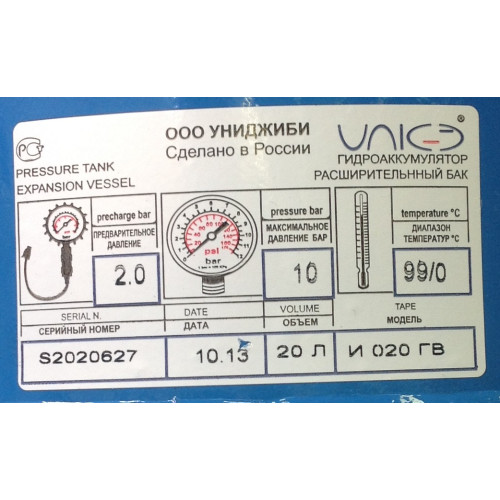 ООО УНИДЖИБИ
Сделано в России
UNIGB ®
PRESSURE TANK
EXPANSION VESSEL
ГИДРОАККУМУЛЯТОР
РАСШИРИТЕЛЬНЫЙ БАК
precharge bar
ПРЕДВАРИТЕЛЬНОЕ
ДАВЛЕНИЕ
2.0
psi
bar
pressure bar
МАКСИМАЛЬНОЕ
ДАВЛЕНИЕ БАР
10
temperature °C
ДИАПАЗОН
ТЕМПЕРАТУР °C
99/0
SERIAL N. DATE VOLUME TAPE
СЕРИЙНЫЙ НОМЕР ДАТА ОБЪЕМ МОДЕЛЬ
S2020627 10.13 20 Л И 020 ГВ